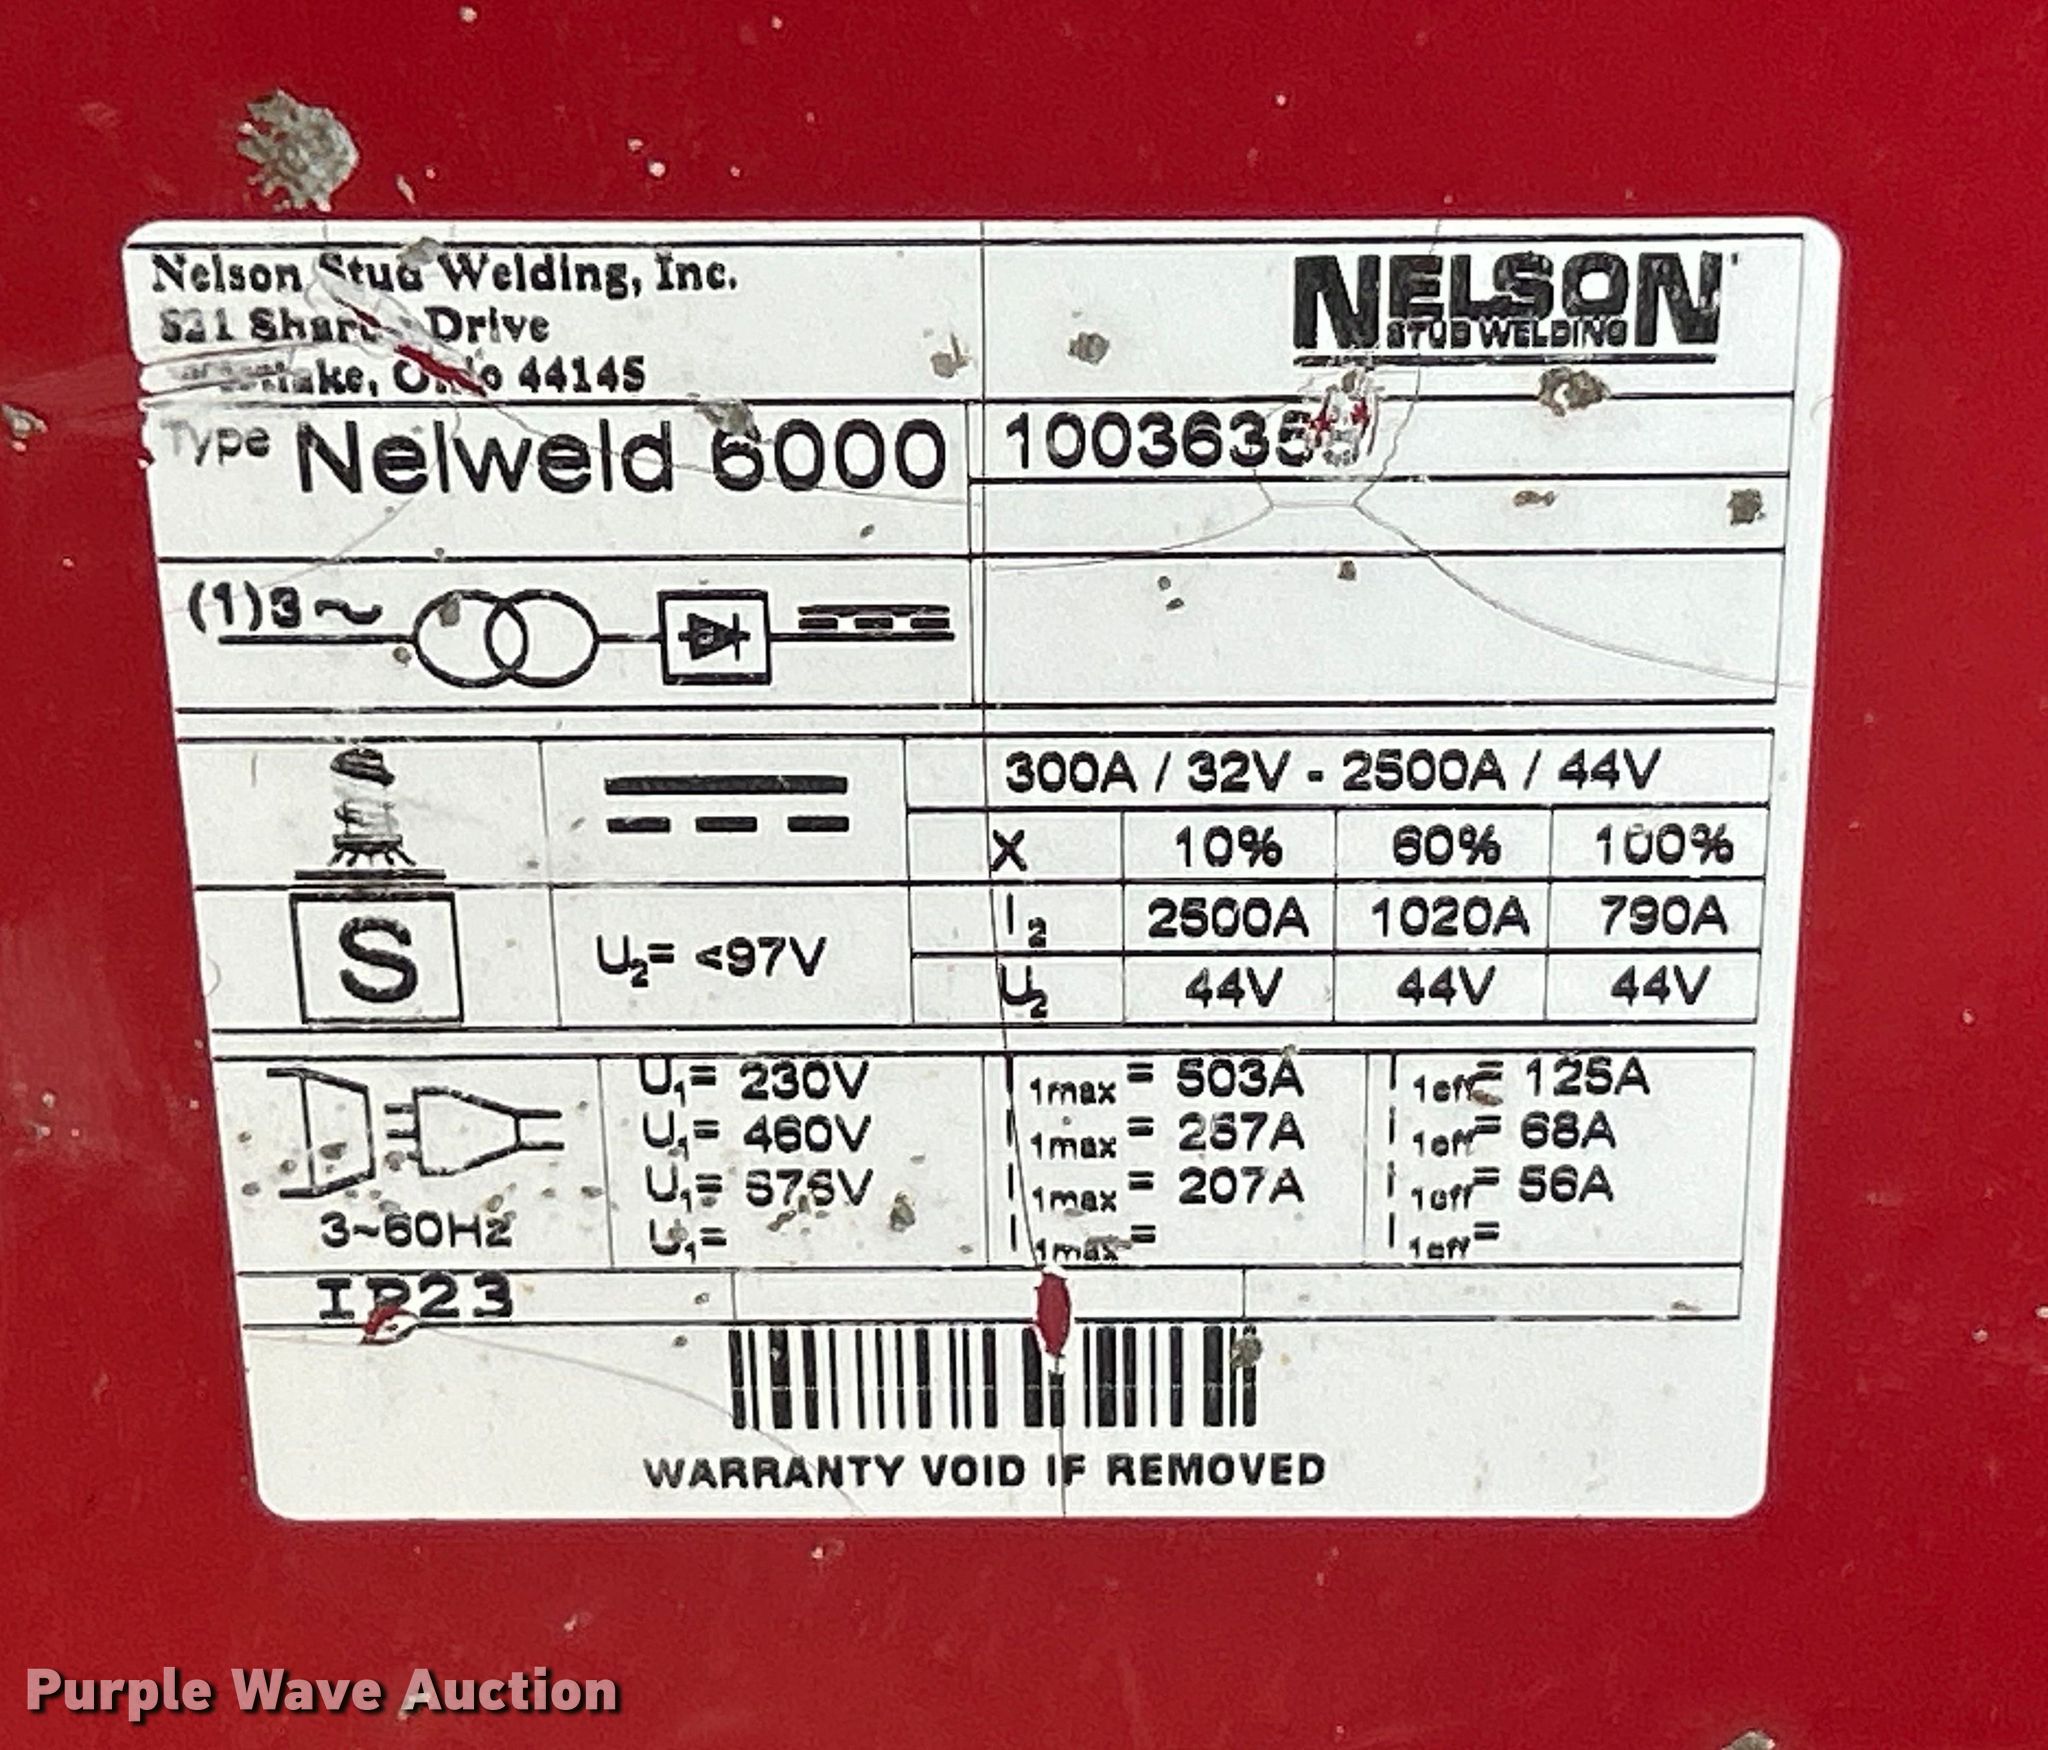 Nelson Stud Welding, Inc.
Drive
44145
NELSON
STUD WELDING
Type Nelweld 6000
(1)3~
300A / 32V - 2500A / 44V
X 10% 60% 100%
I2 2500A 1020A 790A
S
U2= <97V
U2 44V 44V 44V
U1= 230V I1max= 503A I1eff= 125A
U1= 460V I1max= 257A I1eff= 68A
U1= 575V I1max= 207A I1eff= 56A
U1= I1max= I1eff=
3~60Hz
IP23
WARRANTY VOID IF REMOVED
Purple Wave Auction